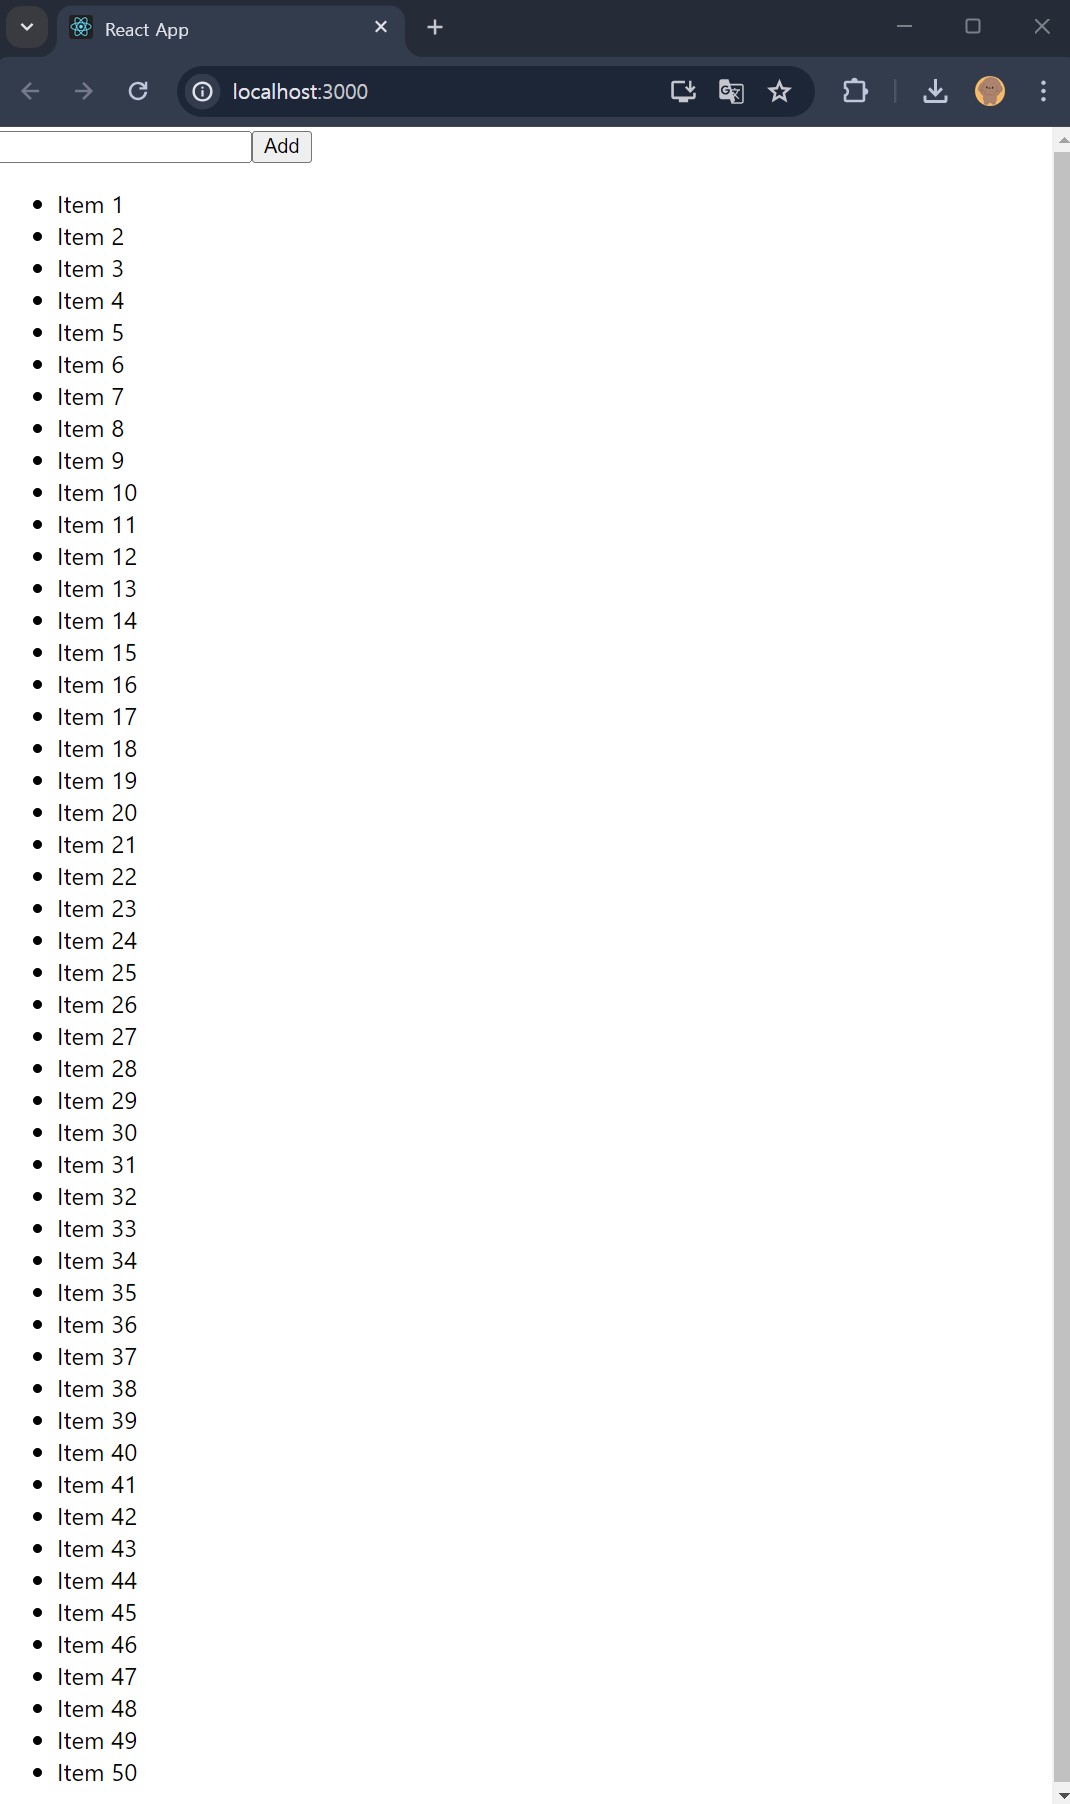 React App
localhost:3000
Add
Item 1
Item 2
Item 3
Item 4
Item 5
Item 6
Item 7
Item 8
Item 9
Item 10
Item 11
Item 12
Item 13
Item 14
Item 15
Item 16
Item 17
Item 18
Item 19
Item 20
Item 21
Item 22
Item 23
Item 24
Item 25
Item 26
Item 27
Item 28
Item 29
Item 30
Item 31
Item 32
Item 33
Item 34
Item 35
Item 36
Item 37
Item 38
Item 39
Item 40
Item 41
Item 42
Item 43
Item 44
Item 45
Item 46
Item 47
Item 48
Item 49
Item 50